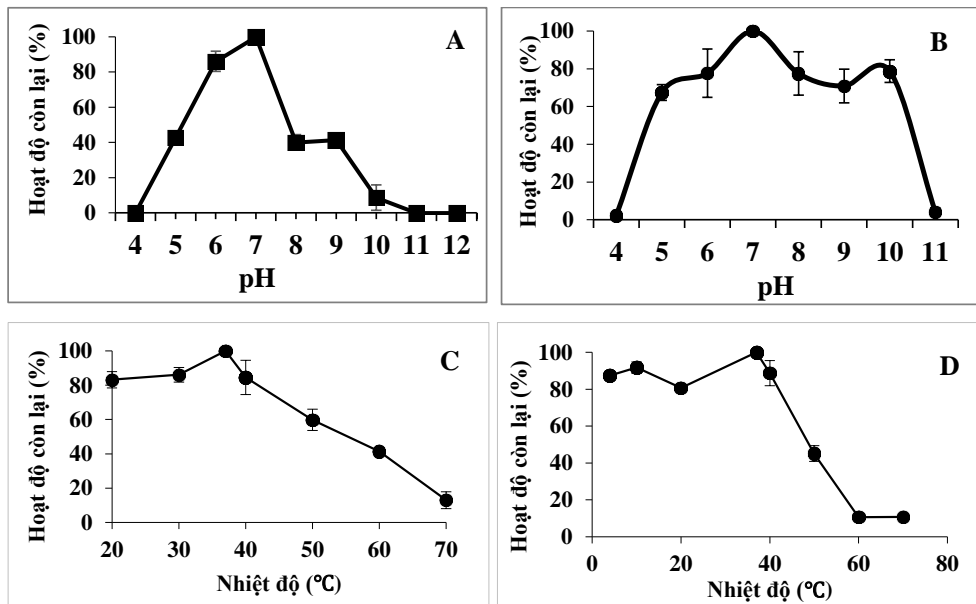 A
Hoạt độ còn lại (%)
100
80
60
40
20
0
4 5 6 7 8 9 10 11 12
pH
B
Hoạt độ còn lại (%)
100
80
60
40
20
0
4 5 6 7 8 9 10 11
pH
C
Hoạt độ còn lại (%)
100
80
60
40
20
0
20 30 40 50 60 70
Nhiệt độ (℃)
D
Hoạt độ còn lại (%)
100
80
60
40
20
0
0 20 40 60 80
Nhiệt độ (℃)